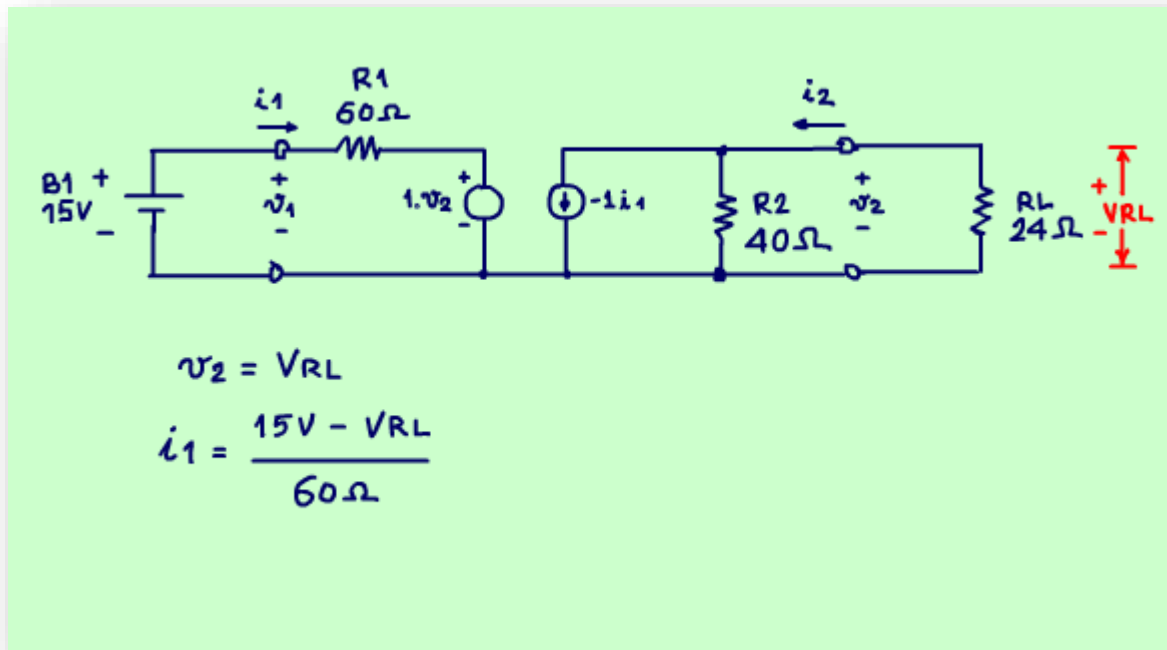 R1
60Ω
i1
i2
B1 +
15V
-
+
v1
-
+
1.v2
-
-1i1
R2
40Ω
+
v2
-
RL
24Ω
+
VRL
-
v2 = VRL
i1 = 15V - VRL
60Ω